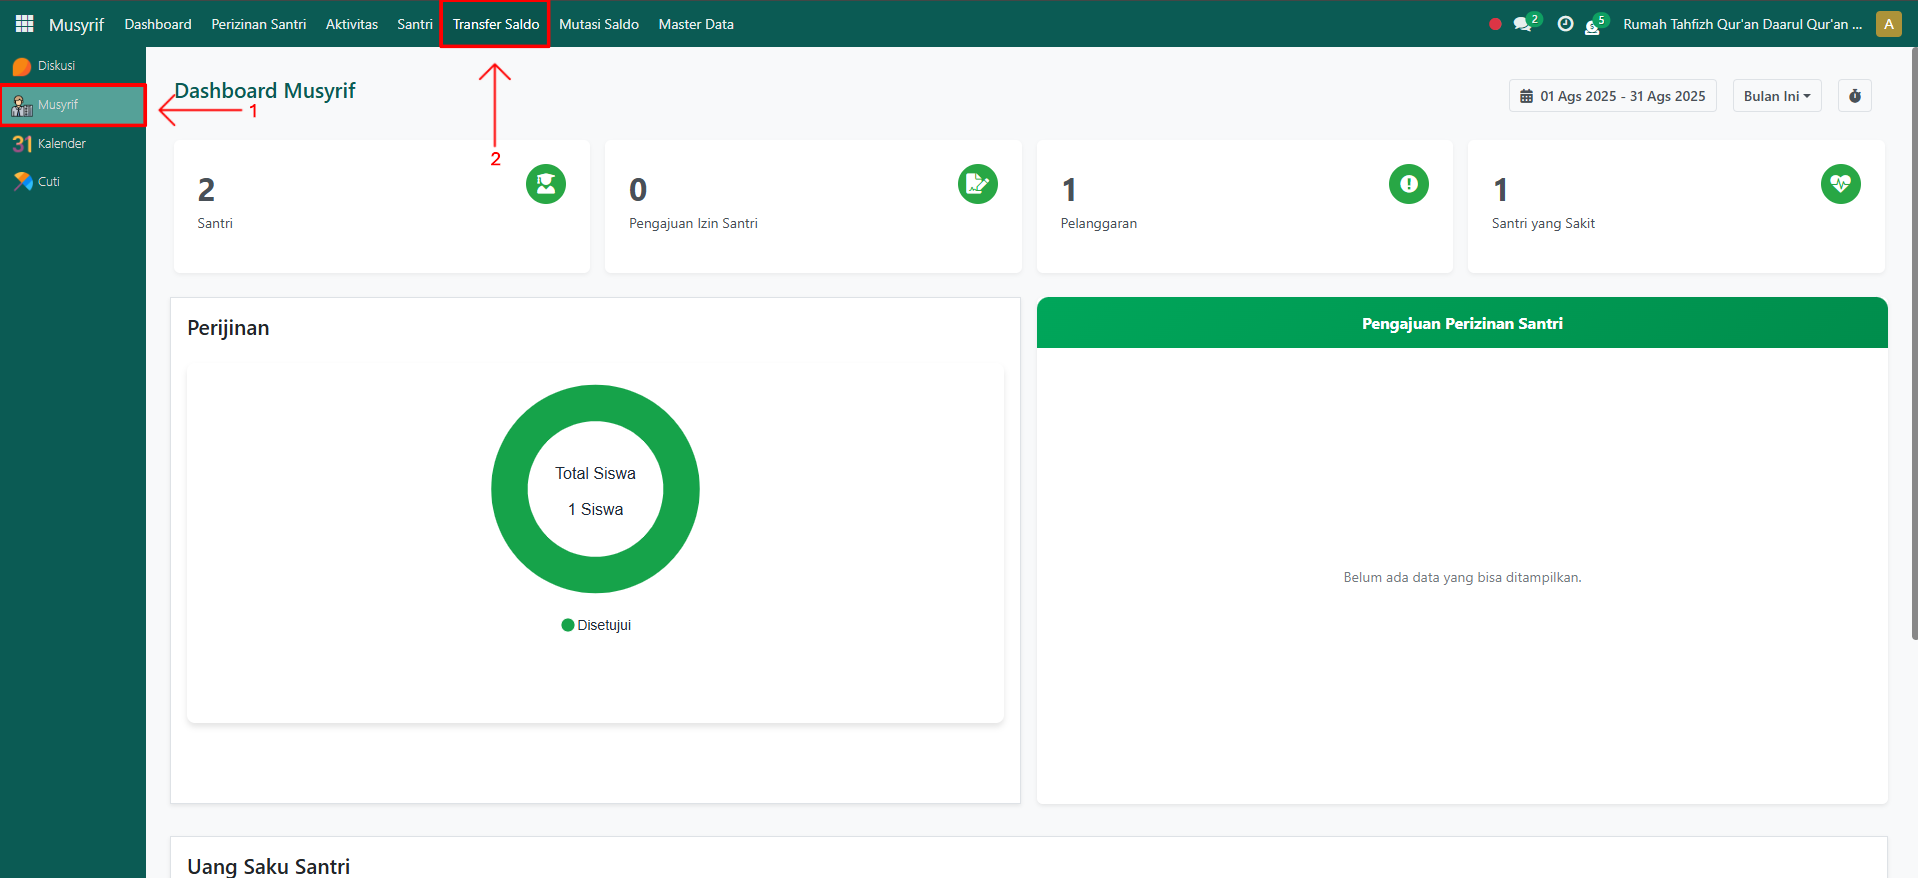 Musyrif Dashboard Perizinan Santri Aktivitas Santri Transfer Saldo Mutasi Saldo Master Data 2 5 Rumah Tahfizh Qur'an Daarul Qur'an ... A
Diskusi
Musyrif
31 Kalender
Cuti
1
2
Dashboard Musyrif
01 Ags 2025 - 31 Ags 2025 Bulan Ini
2
Santri
0
Pengajuan Izin Santri
1
Pelanggaran
1
Santri yang Sakit
Perijinan
Total Siswa
1 Siswa
Disetujui
Pengajuan Perizinan Santri
Belum ada data yang bisa ditampilkan.
Uang Saku Santri